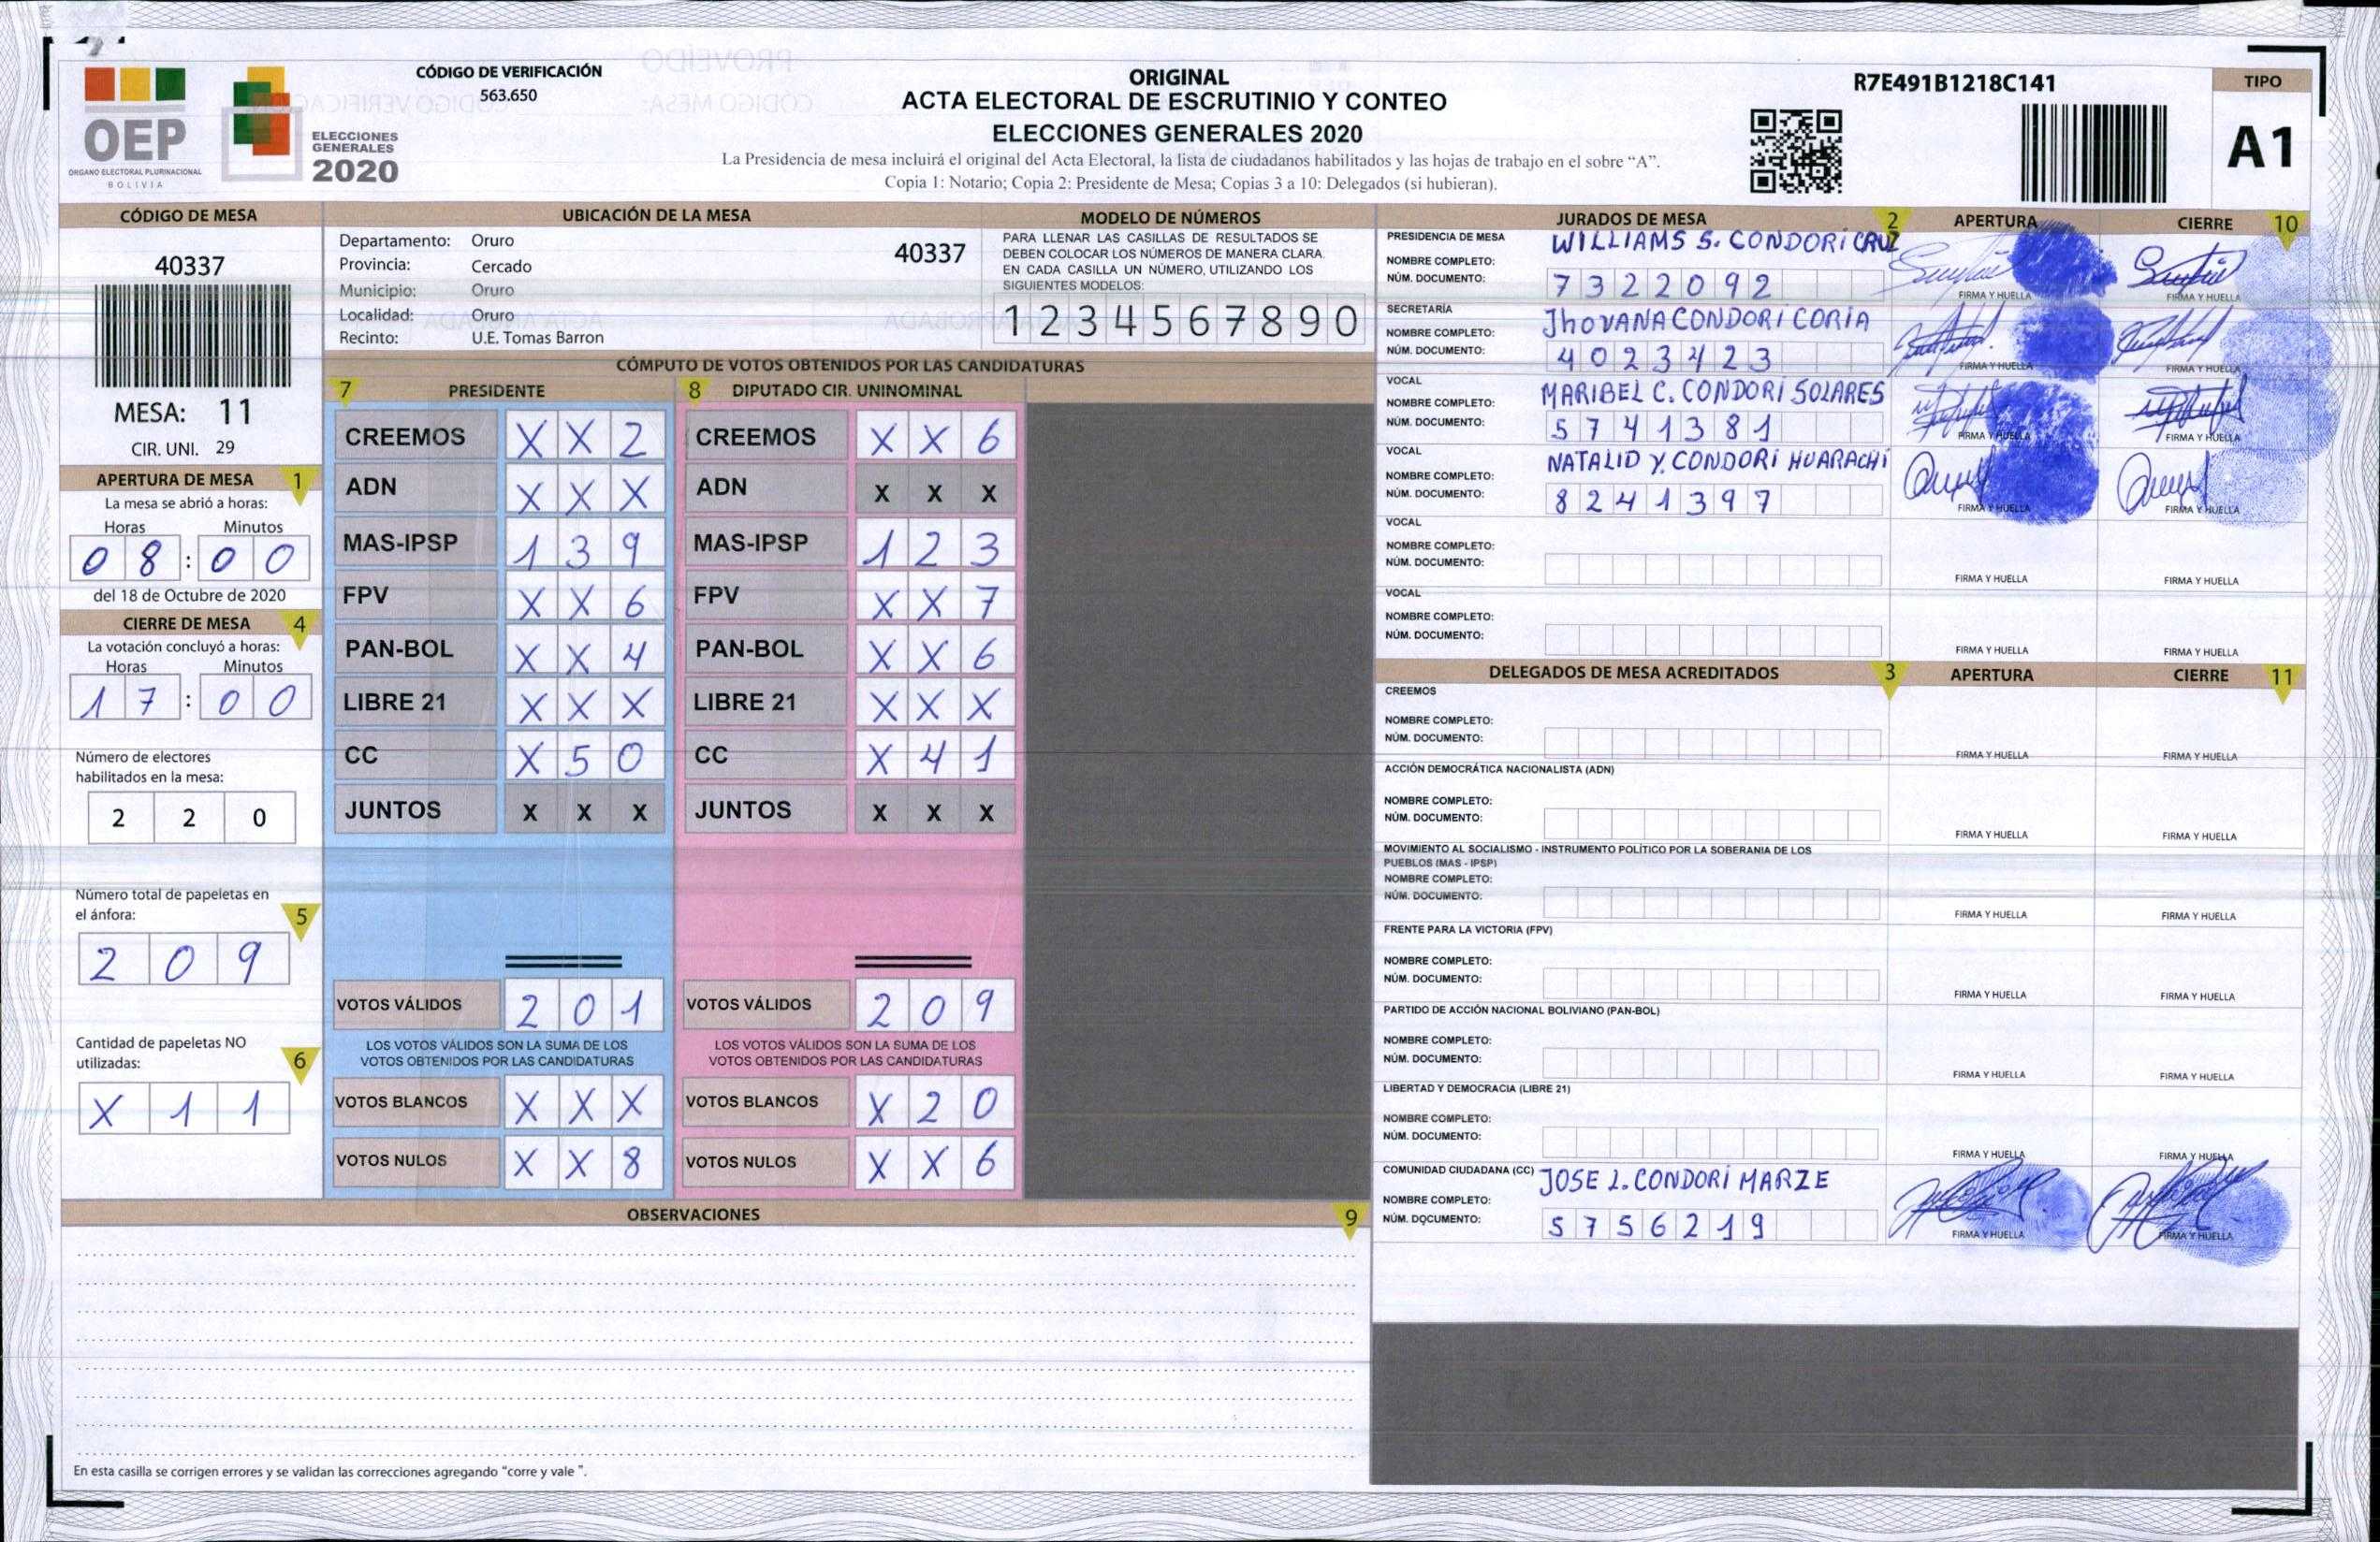 CÓDIGO DE VERIFICACIÓN
563.650
OEP
ORGANO ELECTORAL PLURINACIONAL
BOLIVIA
ELECCIONES
GENERALES
2020
ORIGINAL
ACTA ELECTORAL DE ESCRUTINIO Y CONTEO
ELECCIONES GENERALES 2020
La Presidencia de mesa incluirá el original del Acta Electoral, la lista de ciudadanos habilitados y las hojas de trabajo en el sobre “A”.
Copia 1: Notario; Copia 2: Presidente de Mesa; Copias 3 a 10: Delegados (si hubieran).
R7E491B1218C141
TIPO
A1
CÓDIGO DE MESA
40337
MESA: 11
CIR. UNI. 29
APERTURA DE MESA 1
La mesa se abrió a horas:
Horas Minutos
0 8 : 0 0
del 18 de Octubre de 2020
CIERRE DE MESA 4
La votación concluyó a horas:
Horas Minutos
1 7 : 0 0
Número de electores
habilitados en la mesa:
2 2 0
Número total de papeletas en
el ánfora: 5
2 0 9
Cantidad de papeletas NO
utilizadas: 6
X 1 1
UBICACIÓN DE LA MESA
Departamento: Oruro
40337
Provincia: Cercado
Municipio: Oruro
Localidad: Oruro
Recinto: U.E. Tomas Barron
MODELO DE NÚMEROS
PARA LLENAR LAS CASILLAS DE RESULTADOS SE
DEBEN COLOCAR LOS NÚMEROS DE MANERA CLARA.
EN CADA CASILLA UN NÚMERO, UTILIZANDO LOS
SIGUIENTES MODELOS:
1 2 3 4 5 6 7 8 9 0
CÓMPUTO DE VOTOS OBTENIDOS POR LAS CANDIDATURAS
7 PRESIDENTE
CREEMOS X X 2
ADN X X X
MAS-IPSP 1 3 9
FPV X X 6
PAN-BOL X X 4
LIBRE 21 X X X
CC X 5 0
JUNTOS X X X
VOTOS VÁLIDOS 2 0 1
LOS VOTOS VÁLIDOS SON LA SUMA DE LOS
VOTOS OBTENIDOS POR LAS CANDIDATURAS
VOTOS BLANCOS X X X
VOTOS NULOS X X 8
8 DIPUTADO CIR. UNINOMINAL
CREEMOS X X 6
ADN X X X
MAS-IPSP 1 2 3
FPV X X 7
PAN-BOL X X 6
LIBRE 21 X X X
CC X 4 1
JUNTOS X X X
VOTOS VÁLIDOS 2 0 9
LOS VOTOS VÁLIDOS SON LA SUMA DE LOS
VOTOS OBTENIDOS POR LAS CANDIDATURAS
VOTOS BLANCOS X 2 0
VOTOS NULOS X X 6
OBSERVACIONES 9
En esta casilla se corrigen errores y se validan las correcciones agregando “corre y vale ”.
JURADOS DE MESA 2 APERTURA CIERRE 10
PRESIDENCIA DE MESA
NOMBRE COMPLETO: WILLIAMS S. CONDORI CRUZ
NÚM. DOCUMENTO: 7 3 2 2 0 9 2
FIRMA Y HUELLA FIRMA Y HUELLA
SECRETARÍA
NOMBRE COMPLETO: JhOVANA CONDORI CORIA
NÚM. DOCUMENTO: 4 0 2 3 4 2 3
FIRMA Y HUELLA FIRMA Y HUELLA
VOCAL
NOMBRE COMPLETO: MARIBEL C. CONDORI SOLARES
NÚM. DOCUMENTO: 5 7 4 1 3 8 1
FIRMA Y HUELLA FIRMA Y HUELLA
VOCAL
NOMBRE COMPLETO: NATALID Y. CONDORI HUARACHI
NÚM. DOCUMENTO: 8 2 4 1 3 9 7
FIRMA Y HUELLA FIRMA Y HUELLA
VOCAL
NOMBRE COMPLETO:
NÚM. DOCUMENTO:
FIRMA Y HUELLA FIRMA Y HUELLA
VOCAL
NOMBRE COMPLETO:
NÚM. DOCUMENTO:
FIRMA Y HUELLA FIRMA Y HUELLA
DELEGADOS DE MESA ACREDITADOS 3 APERTURA CIERRE 11
CREEMOS
NOMBRE COMPLETO:
NÚM. DOCUMENTO:
FIRMA Y HUELLA FIRMA Y HUELLA
ACCIÓN DEMOCRÁTICA NACIONALISTA (ADN)
NOMBRE COMPLETO:
NÚM. DOCUMENTO:
FIRMA Y HUELLA FIRMA Y HUELLA
MOVIMIENTO AL SOCIALISMO - INSTRUMENTO POLÍTICO POR LA SOBERANIA DE LOS
PUEBLOS (MAS - IPSP)
NOMBRE COMPLETO:
NÚM. DOCUMENTO:
FIRMA Y HUELLA FIRMA Y HUELLA
FRENTE PARA LA VICTORIA (FPV)
NOMBRE COMPLETO:
NÚM. DOCUMENTO:
FIRMA Y HUELLA FIRMA Y HUELLA
PARTIDO DE ACCIÓN NACIONAL BOLIVIANO (PAN-BOL)
NOMBRE COMPLETO:
NÚM. DOCUMENTO:
FIRMA Y HUELLA FIRMA Y HUELLA
LIBERTAD Y DEMOCRACIA (LIBRE 21)
NOMBRE COMPLETO:
NÚM. DOCUMENTO:
FIRMA Y HUELLA FIRMA Y HUELLA
COMUNIDAD CIUDADANA (CC)
NOMBRE COMPLETO: JOSE L. CONDORI MARZE
NÚM. DOCUMENTO: 5 7 5 6 2 1 9
FIRMA Y HUELLA FIRMA Y HUELLA